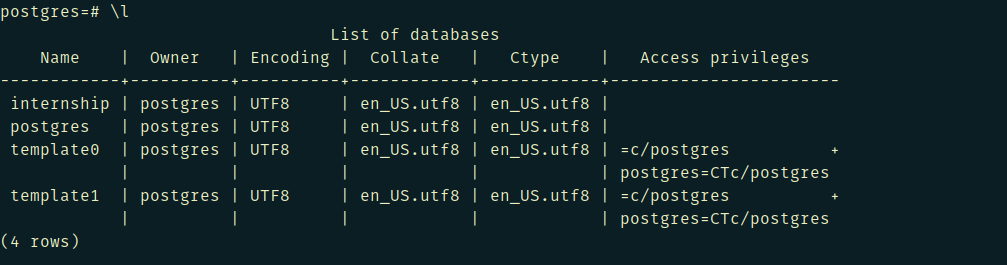 postgres=# \l
                                 List of databases
    Name    |  Owner   | Encoding |  Collate   |   Ctype    |   Access privileges
------------+----------+----------+------------+------------+-----------------------
 internship | postgres | UTF8     | en_US.utf8 | en_US.utf8 |
 postgres   | postgres | UTF8     | en_US.utf8 | en_US.utf8 |
 template0  | postgres | UTF8     | en_US.utf8 | en_US.utf8 | =c/postgres          +
            |          |          |            |            | postgres=CTc/postgres
 template1  | postgres | UTF8     | en_US.utf8 | en_US.utf8 | =c/postgres          +
            |          |          |            |            | postgres=CTc/postgres
(4 rows)